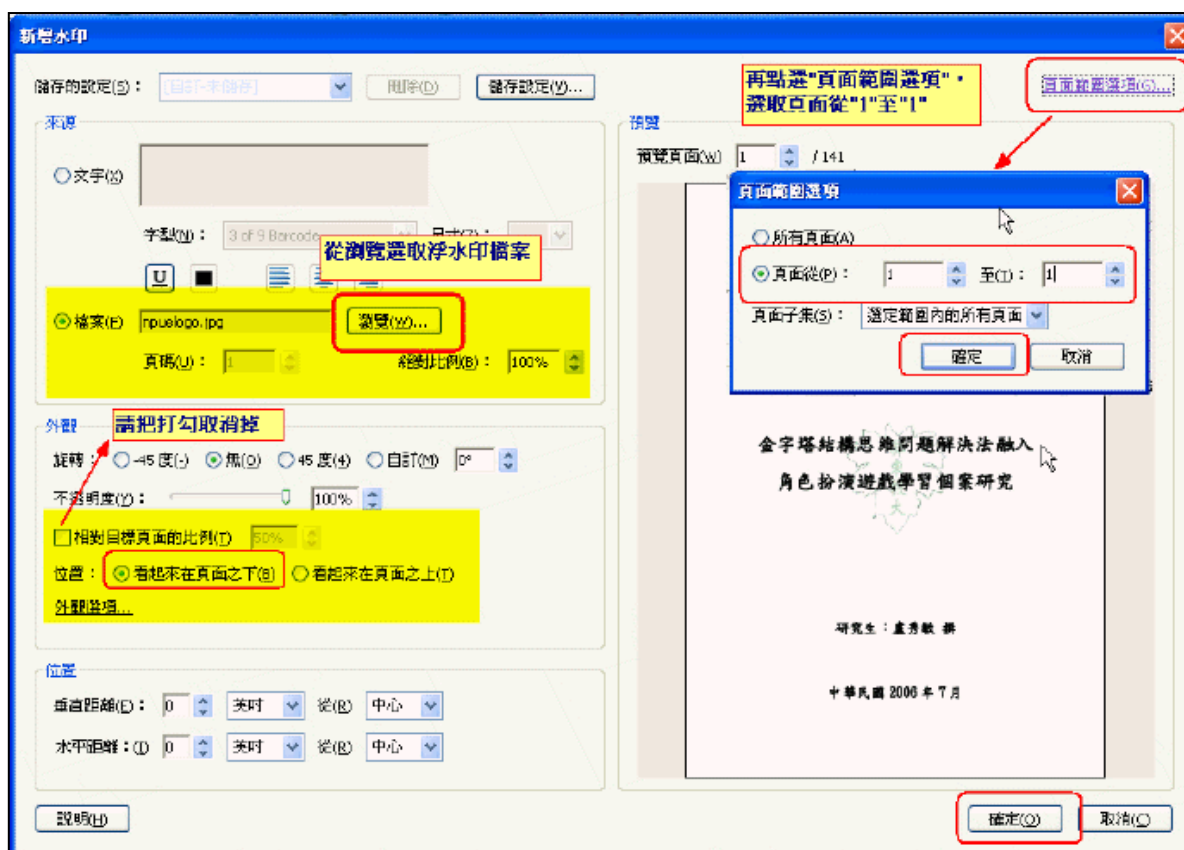 新增水印
儲存的設定(S)： [自訂-未儲存] 刪除(D) 儲存設定(V)...
再點選"頁面範圍選項"，
選取頁面從"1"至"1"
頁面範圍選項(G)...
來源
文字(X)
字型(N)： 3 of 9 Barcode
從瀏覽選取浮水印檔案
檔案(F) npuelogo.jpg 瀏覽(W)...
頁碼(U)： 1 絕對比例(B)： 100%
外觀
請把打勾取消掉
旋轉： -45 度(-) 無(O) 45 度(4) 自訂(M) 0°
不透明度(Y)： 100%
相對目標頁面的比例(T) 50%
位置： 看起來在頁面之下(B) 看起來在頁面之上(T)
外觀選項...
位置
垂直距離(E)： 0 英吋 從(R) 中心
水平距離：(I) 0 英吋 從(R) 中心
說明(H)
預覽
預覽頁面(W) 1 / 141
頁面範圍選項
所有頁面(A)
頁面從(P)： 1 至(T)： 1
頁面子集(S)： 選定範圍內的所有頁面
確定 取消
金字塔結構思維問題解決法融入
角色扮演遊戲學習個案研究
研究生：盧秀敏 撰
中華民國 2006 年 7 月
確定(O) 取消(C)